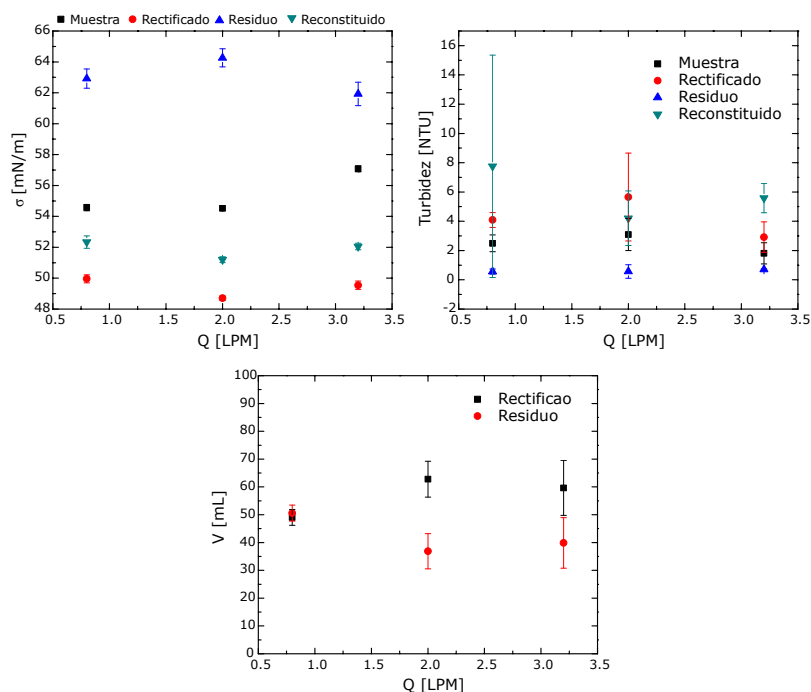 Muestra Rectificado Residuo Reconstituido
66
64
62
60
58
56
54
52
50
48
0.5 1.0 1.5 2.0 2.5 3.0 3.5
σ [mN/m]
Q [LPM]
Muestra
Rectificado
Residuo
Reconstituido
16
14
12
10
8
6
4
2
0
-2
0.5 1.0 1.5 2.0 2.5 3.0 3.5
Turbidez [NTU]
Q [LPM]
Rectificao
Residuo
100
90
80
70
60
50
40
30
20
10
0
0.5 1.0 1.5 2.0 2.5 3.0 3.5
V [mL]
Q [LPM]